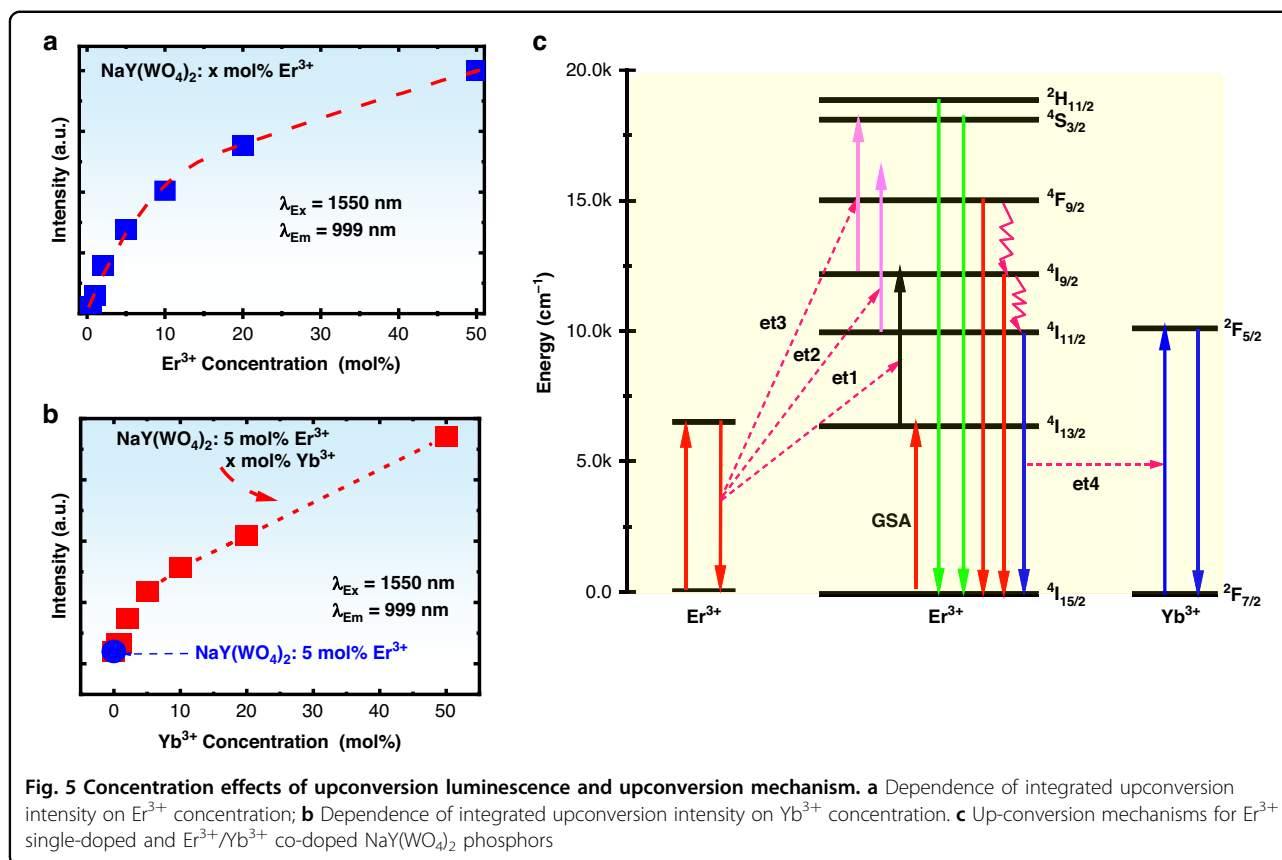 a
NaY(WO₄)₂: x mol% Er³⁺
λEx = 1550 nm
λEm = 999 nm
Intensity (a.u.)
0 10 20 30 40 50
Er³⁺ Concentration (mol%)
b
NaY(WO₄)₂: 5 mol% Er³⁺
x mol% Yb³⁺
λEx = 1550 nm
λEm = 999 nm
NaY(WO₄)₂: 5 mol% Er³⁺
Intensity (a.u.)
0 10 20 30 40 50
Yb³⁺ Concentration (mol%)
c
Energy (cm⁻¹)
20.0k
15.0k
10.0k
5.0k
0.0
²H₁₁/₂
⁴S₃/₂
⁴F₉/₂
⁴I₉/₂
⁴I₁₁/₂
⁴I₁₃/₂
⁴I₁₅/₂
²F₅/₂
²F₇/₂
et3
et2
et1
et4
GSA
Er³⁺ Er³⁺ Yb³⁺
Fig. 5 Concentration effects of upconversion luminescence and upconversion mechanism. a Dependence of integrated upconversion
intensity on Er³⁺ concentration; b Dependence of integrated upconversion intensity on Yb³⁺ concentration. c Up-conversion mechanisms for Er³⁺
single-doped and Er³⁺/Yb³⁺ co-doped NaY(WO₄)₂ phosphors